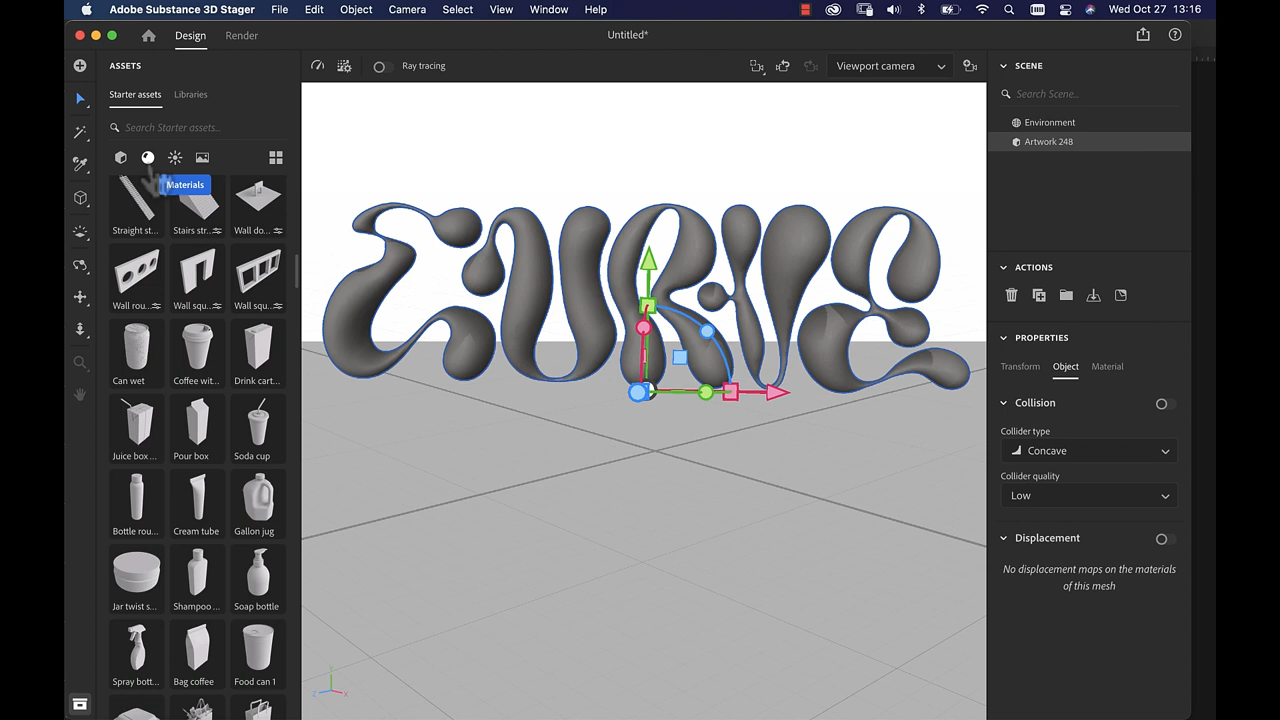 Adobe Substance 3D Stager File Edit Object Camera Select View Window Help Wed Oct 27 13:16
Design Render Untitled*
ASSETS
Starter assets Libraries
Search Starter assets...
Materials
Straight st... Stairs str... Wall do...
Wall rou... Wall squ... Wall squ...
Can wet Coffee wit... Drink cart...
Juice box ... Pour box Soda cup
Bottle rou... Cream tube Gallon jug
Jar twist s... Shampoo ... Soap bottle
Spray bott... Bag coffee Food can 1
Ray tracing
Viewport camera
CURVE
Y
Z X
SCENE
Search Scene...
Environment
Artwork 248
ACTIONS
PROPERTIES
Transform Object Material
Collision
Collider type
Concave
Collider quality
Low
Displacement
No displacement maps on the materials
of this mesh